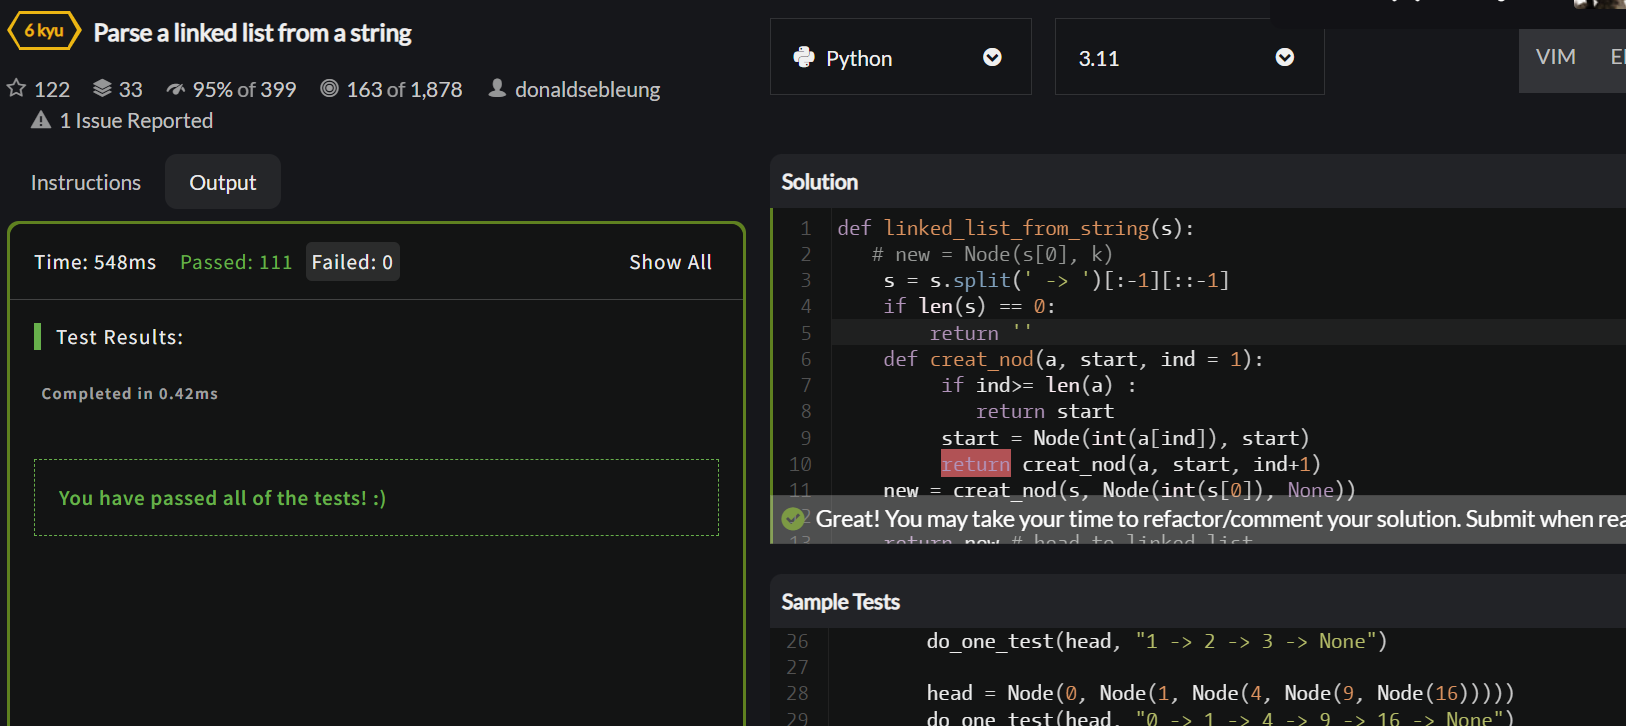 6 kyu
Parse a linked list from a string
122 33 95% of 399 163 of 1,878 donaldsebleung
1 Issue Reported
Instructions
Output
Time: 548ms Passed: 111 Failed: 0 Show All
Test Results:
Completed in 0.42ms
You have passed all of the tests! :)
Python
3.11
VIM
Solution
1 def linked_list_from_string(s):
2 # new = Node(s[0], k)
3 s = s.split(' -> ')[:-1][::-1]
4 if len(s) == 0:
5 return ''
6 def creat_nod(a, start, ind = 1):
7 if ind>= len(a) :
8 return start
9 start = Node(int(a[ind]), start)
10 return creat_nod(a, start, ind+1)
11 new = creat_nod(s, Node(int(s[0]), None))
Great! You may take your time to refactor/comment your solution. Submit when
13 return new # head to linked list
Sample Tests
26 do_one_test(head, "1 -> 2 -> 3 -> None")
27
28 head = Node(0, Node(1, Node(4, Node(9, Node(16)))))
29 do_one_test(head, "0 -> 1 -> 4 -> 9 -> 16 -> None")